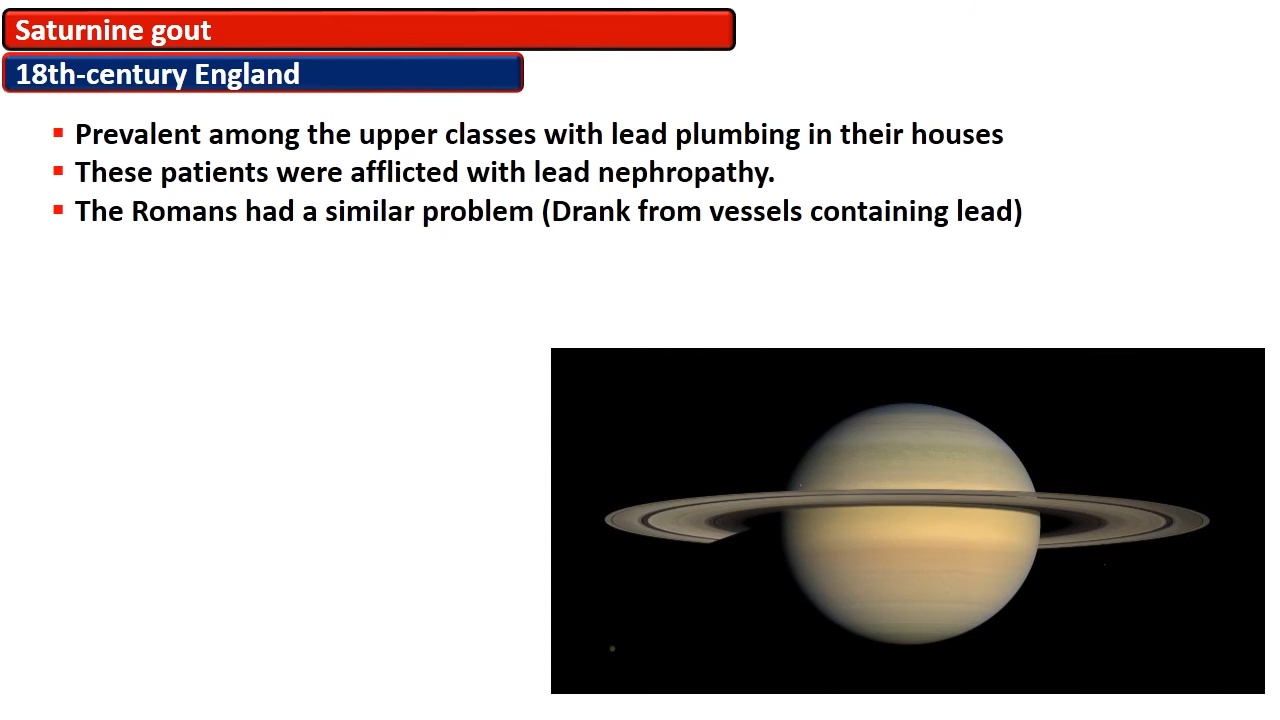 Saturnine gout
18th-century England
▪ Prevalent among the upper classes with lead plumbing in their houses
▪ These patients were afflicted with lead nephropathy.
▪ The Romans had a similar problem (Drank from vessels containing lead)